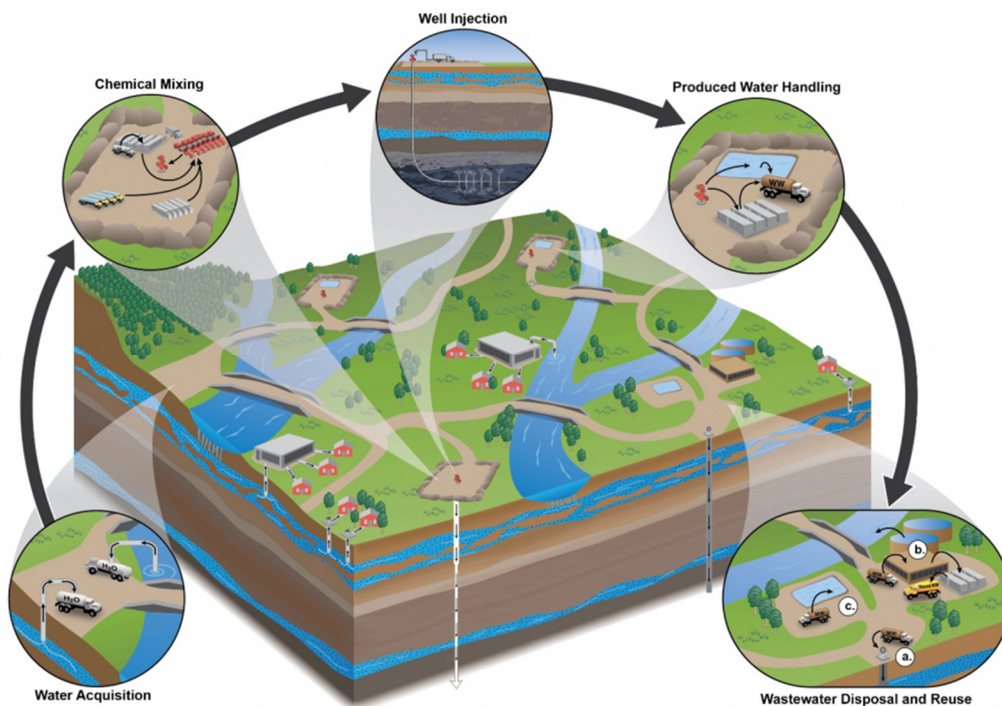 Well Injection
Chemical Mixing
Produced Water Handling
WW
H₂O
H₂O
b.
c.
a.
Water Acquisition
Wastewater Disposal and Reuse